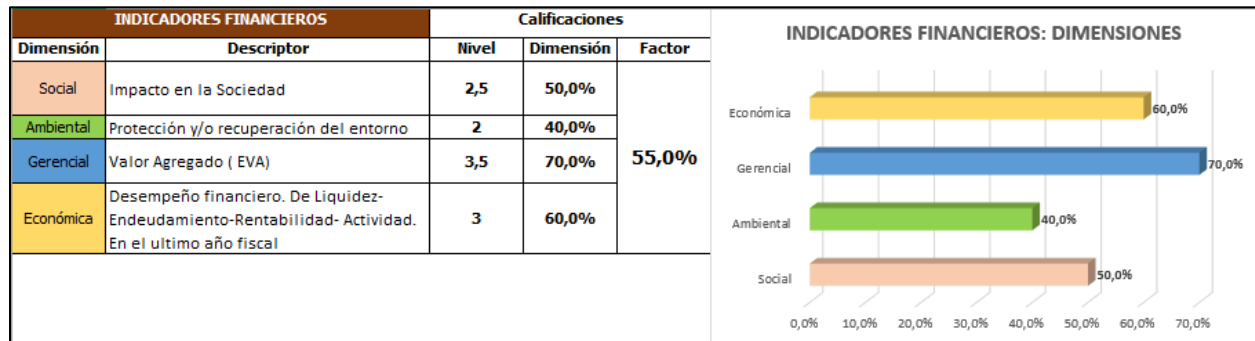 INDICADORES FINANCIEROS
Calificaciones
Dimensión Descriptor Nivel Dimensión Factor
Social Impacto en la Sociedad 2,5 50,0%
Ambiental Protección y/o recuperación del entorno 2 40,0%
Gerencial Valor Agregado ( EVA) 3,5 70,0%
55,0%
Económica Desempeño financiero. De Liquidez-
Endeudamiento-Rentabilidad- Actividad.
En el ultimo año fiscal
3 60,0%
INDICADORES FINANCIEROS: DIMENSIONES
Económica 60,0%
Gerencial 70,0%
Ambiental 40,0%
Social 50,0%
0,0% 10,0% 20,0% 30,0% 40,0% 50,0% 60,0% 70,0%